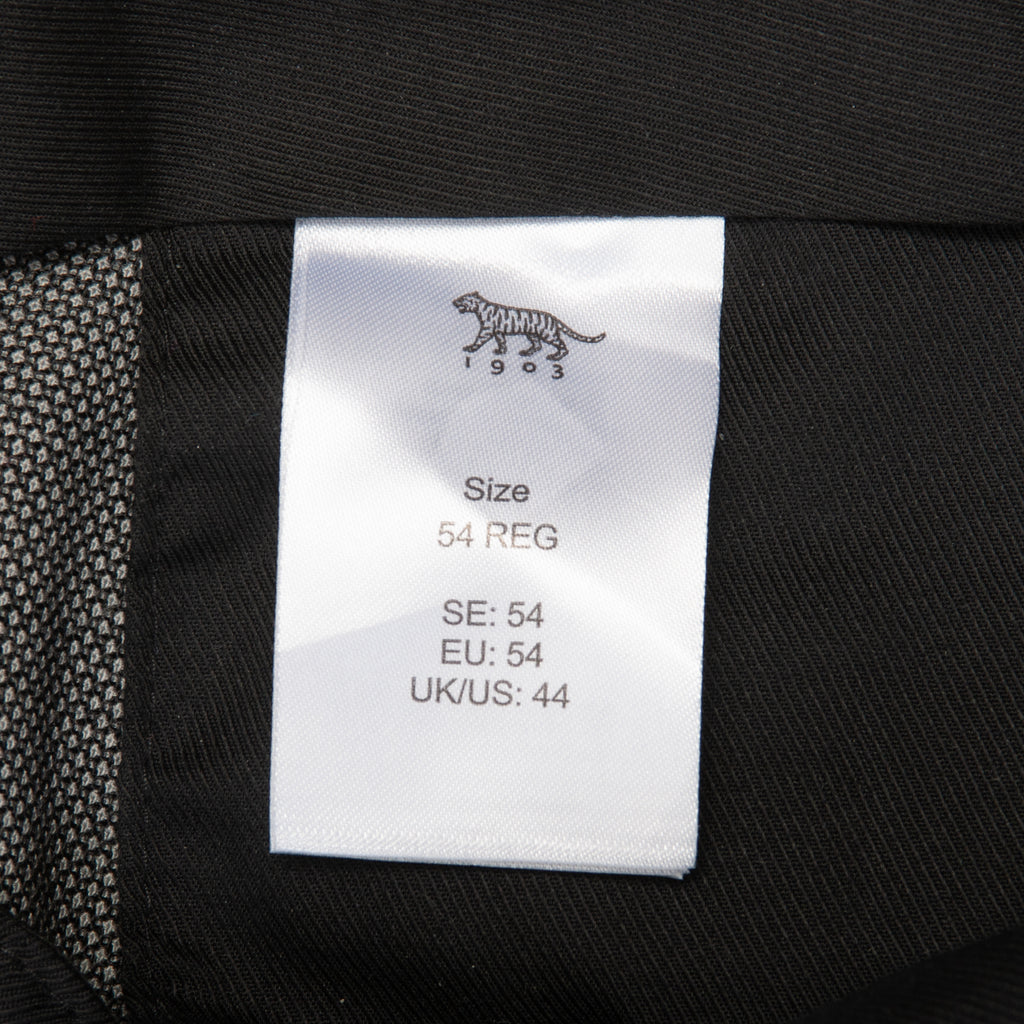 1903
Size
54 REG
SE: 54
EU: 54
UK/US: 44